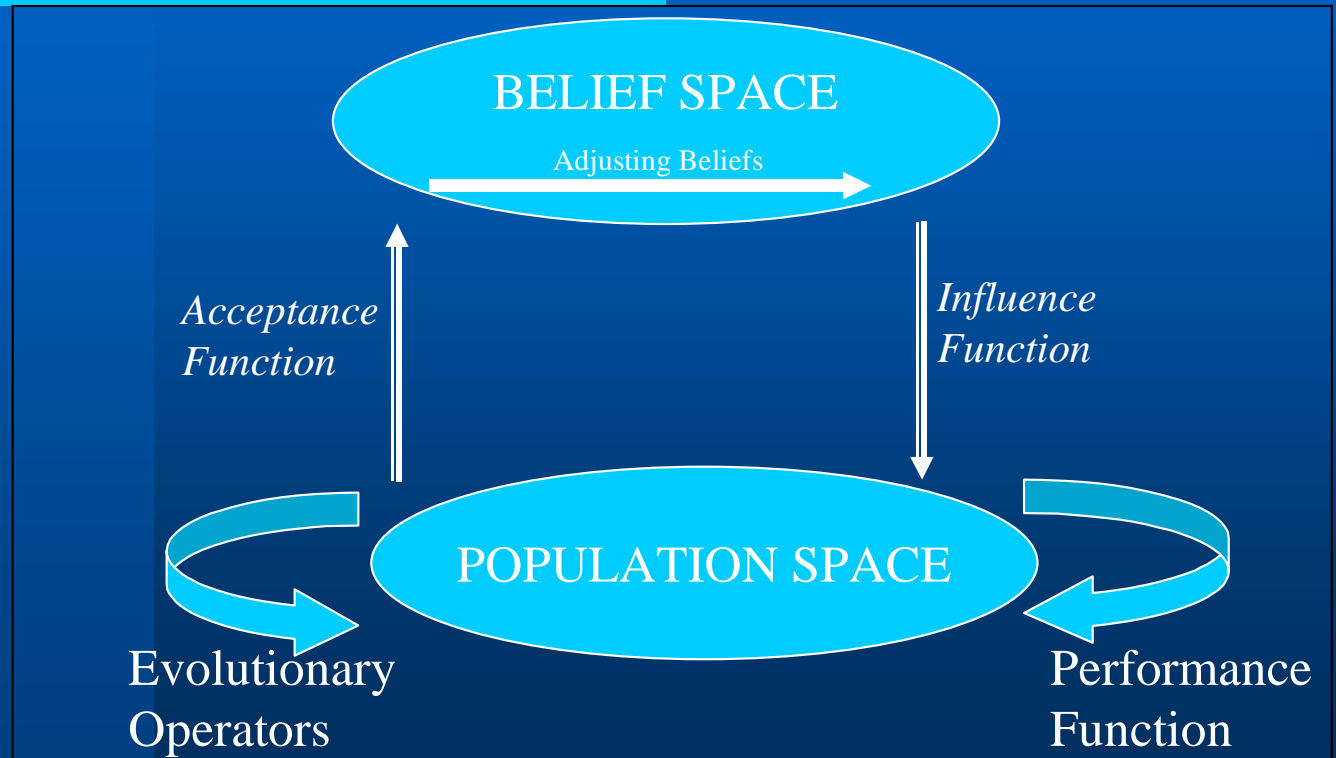 BELIEF SPACE
Adjusting Beliefs
Acceptance
Function
Influence
Function
POPULATION SPACE
Evolutionary
Operators
Performance
Function